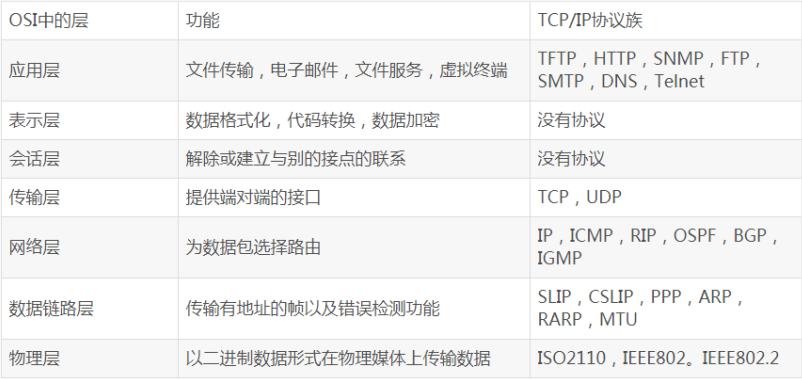 OSI中的层 功能 TCP/IP协议族
应用层 文件传输，电子邮件，文件服务，虚拟终端 TFTP，HTTP，SNMP，FTP，
SMTP，DNS，Telnet
表示层 数据格式化，代码转换，数据加密 没有协议
会话层 解除或建立与别的接点的联系 没有协议
传输层 提供端对端的接口 TCP，UDP
网络层 为数据包选择路由 IP，ICMP，RIP，OSPF，BGP，
IGMP
数据链路层 传输有地址的帧以及错误检测功能 SLIP，CSLIP，PPP，ARP，
RARP，MTU
物理层 以二进制数据形式在物理媒体上传输数据 ISO2110，IEEE802。IEEE802.2